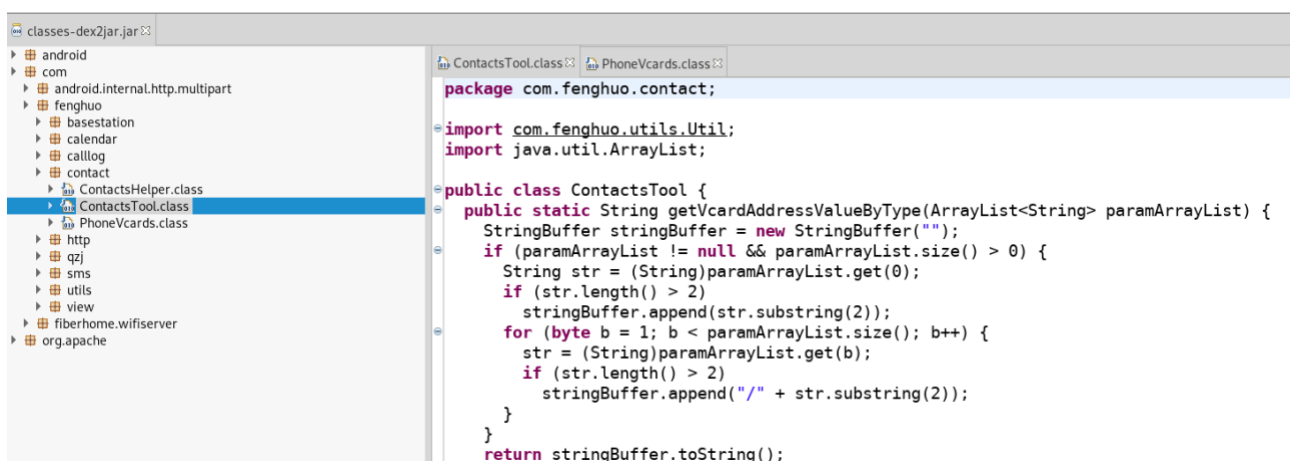 classes-dex2jar.jar
android
com
android.internal.http.multipart
fenghuo
basestation
calendar
calllog
contact
ContactsHelper.class
ContactsTool.class
PhoneVcards.class
http
qzj
sms
utils
view
fiberhome.wifiserver
org.apache
ContactsTool.class PhoneVcards.class
package com.fenghuo.contact;
import com.fenghuo.utils.Util;
import java.util.ArrayList;
public class ContactsTool {
public static String getVcardAddressValueByType(ArrayList<String> paramArrayList) {
StringBuffer stringBuffer = new StringBuffer("");
if (paramArrayList != null && paramArrayList.size() > 0) {
String str = (String)paramArrayList.get(0);
if (str.length() > 2)
stringBuffer.append(str.substring(2));
for (byte b = 1; b < paramArrayList.size(); b++) {
str = (String)paramArrayList.get(b);
if (str.length() > 2)
stringBuffer.append("/" + str.substring(2));
}
}
return stringBuffer.toString();